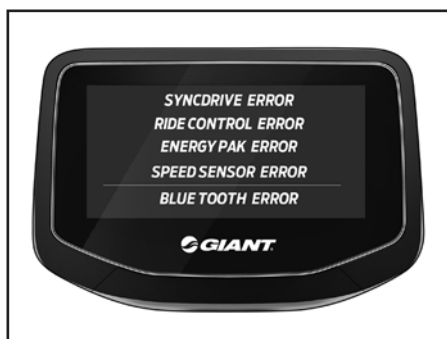 SYNCDRIVE ERROR
RIDE CONTROL ERROR
ENERGY PAK ERROR
SPEED SENSOR ERROR
BLUE TOOTH ERROR
GIANT